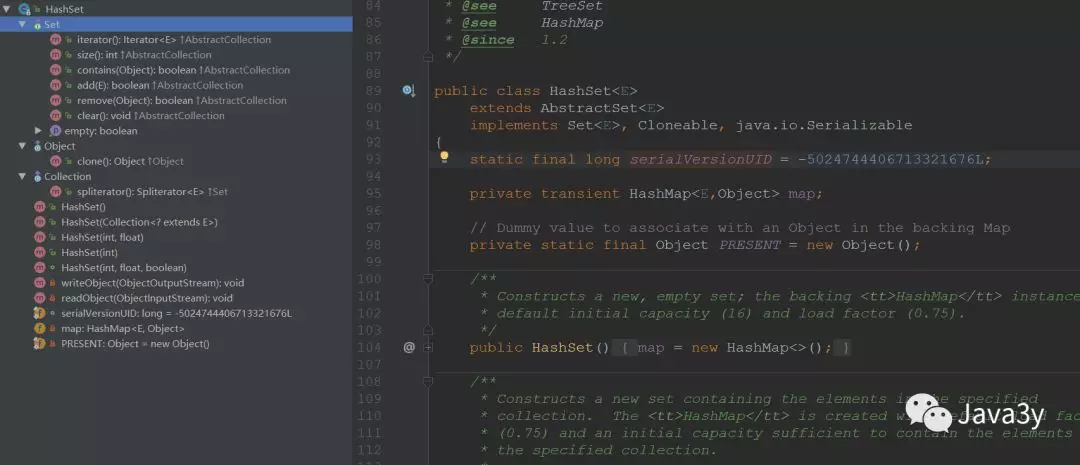 HashSet
Set
iterator(): Iterator<E> ↑AbstractCollection
size(): int ↑AbstractCollection
contains(Object): boolean ↑AbstractCollection
add(E): boolean ↑AbstractCollection
remove(Object): boolean ↑AbstractCollection
clear(): void ↑AbstractCollection
empty: boolean
Object
clone(): Object ↑Object
Collection
spliterator(): Spliterator<E> ↑Set
HashSet()
HashSet(Collection<? extends E>)
HashSet(int, float)
HashSet(int)
HashSet(int, float, boolean)
writeObject(ObjectOutputStream): void
readObject(ObjectInputStream): void
serialVersionUID: long = -5024744406713321676L
map: HashMap<E, Object>
PRESENT: Object = new Object()
84 * @see TreeSet
85 * @see HashMap
86 * @since 1.2
87 */
88
89 public class HashSet<E>
90 extends AbstractSet<E>
91 implements Set<E>, Cloneable, java.io.Serializable
92 {
93 static final long serialVersionUID = -5024744406713321676L;
94
95 private transient HashMap<E,Object> map;
96
97 // Dummy value to associate with an Object in the backing Map
98 private static final Object PRESENT = new Object();
99
100 /**
101 * Constructs a new, empty set; the backing <tt>HashMap</tt> instance
102 * default initial capacity (16) and load factor (0.75).
103 */
104 @ public HashSet() { map = new HashMap<>(); }
107
108 /**
109 * Constructs a new set containing the elements in the specified
110 * collection. The <tt>HashMap</tt> is created
111 * (0.75) and an initial capacity sufficient to contain the elements
112 * the specified collection.
Java3y